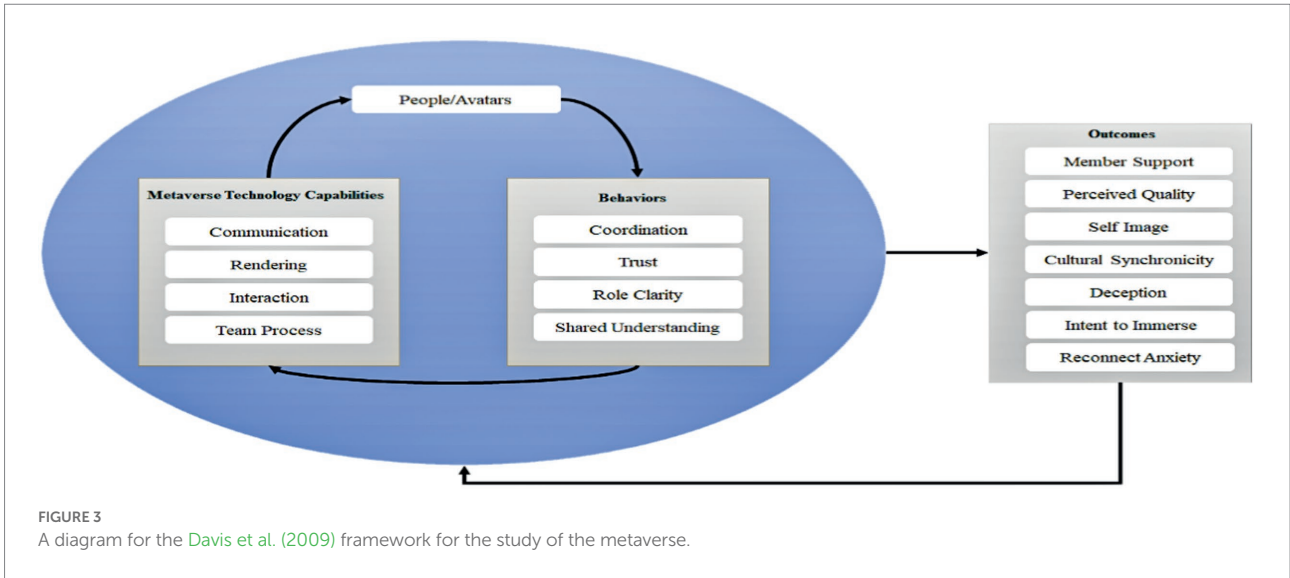 People/Avatars
Metaverse Technology Capabilities
Communication
Rendering
Interaction
Team Process
Behaviors
Coordination
Trust
Role Clarity
Shared Understanding
Outcomes
Member Support
Perceived Quality
Self Image
Cultural Synchronicity
Deception
Intent to Immerse
Reconnect Anxiety
FIGURE 3
A diagram for the Davis et al. (2009) framework for the study of the metaverse.